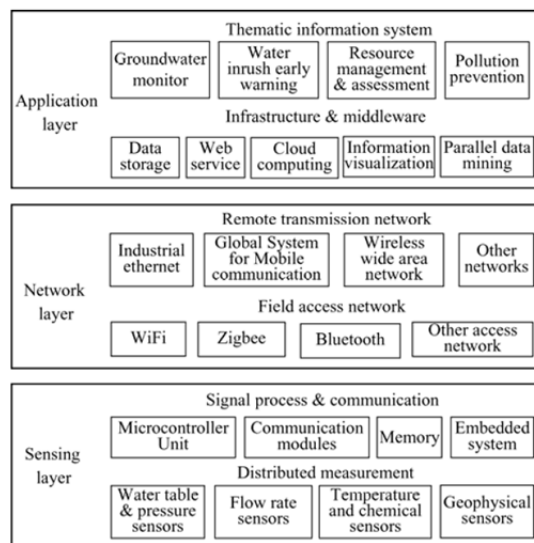 Application
layer
Thematic information system
Groundwater
monitor
Water
inrush early
warning
Resource
management
& assessment
Pollution
prevention
Infrastructure & middleware
Data
storage
Web
service
Cloud
computing
Information
visualization
Parallel data
mining
Network
layer
Remote transmission network
Industrial
ethernet
Global System
for Mobile
communication
Wireless
wide area
network
Other
networks
Field access network
WiFi
Zigbee
Bluetooth
Other access
network
Sensing
layer
Signal process & communication
Microcontroller
Unit
Communication
modules
Memory
Embedded
system
Distributed measurement
Water table
& pressure
sensors
Flow rate
sensors
Temperature
and chemical
sensors
Geophysical
sensors